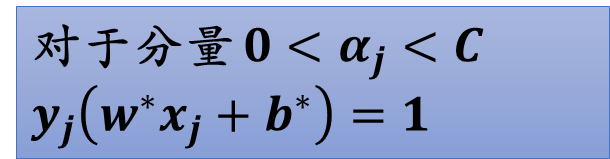 对于分量 0 < αⱼ < C
yⱼ(w*xⱼ + b*) = 1